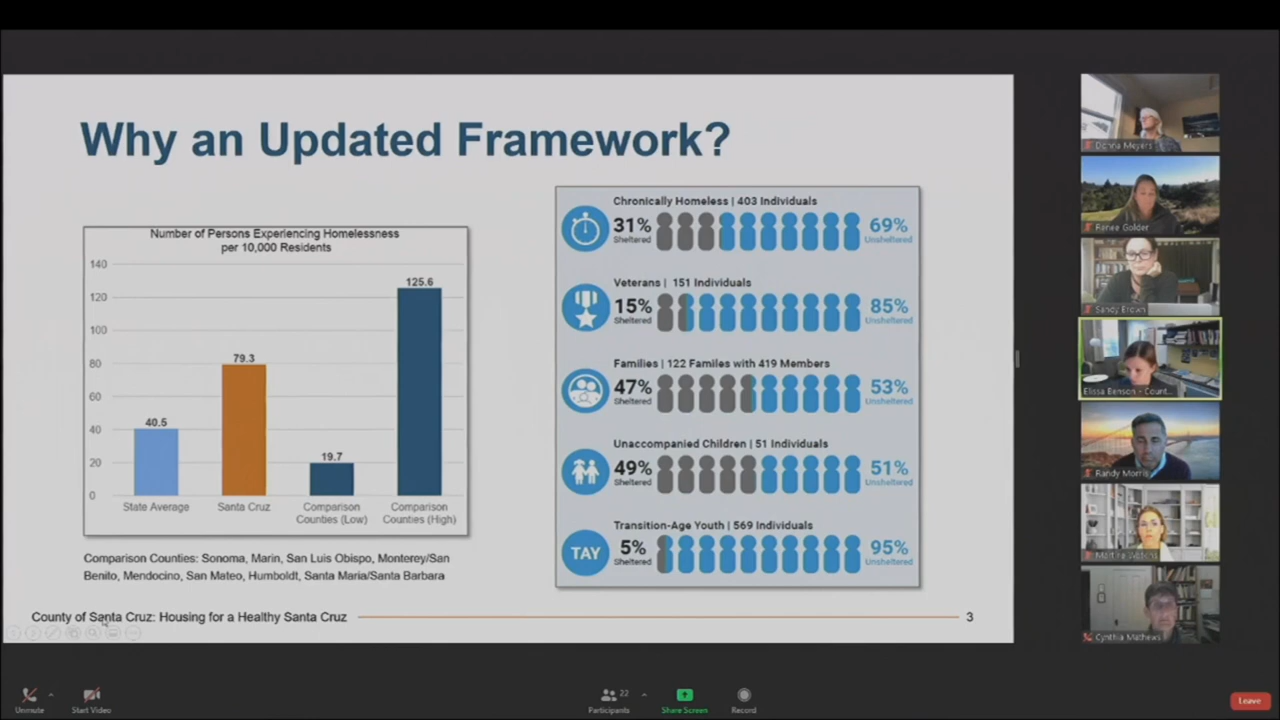 Why an Updated Framework?
Number of Persons Experiencing Homelessness
per 10,000 Residents
140
120
100
80
60
40
20
0
40.5
79.3
19.7
125.6
State Average
Santa Cruz
Comparison
Counties (Low)
Comparison
Counties (High)
Comparison Counties: Sonoma, Marin, San Luis Obispo, Monterey/San
Benito, Mendocino, San Mateo, Humboldt, Santa Maria/Santa Barbara
Chronically Homeless | 403 Individuals
31%
Sheltered
69%
Unsheltered
Veterans | 151 Individuals
15%
Sheltered
85%
Unsheltered
Families | 122 Familes with 419 Members
47%
Sheltered
53%
Unsheltered
Unaccompanied Children | 51 Individuals
49%
Sheltered
51%
Unsheltered
Transition-Age Youth | 569 Individuals
TAY
5%
Sheltered
95%
Unsheltered
County of Santa Cruz: Housing for a Healthy Santa Cruz
3
Donna Meyers
Renee Golder
Sandy Brown
Elissa Benson - Count...
Randy Morris
Martine Watkins
Cynthia Mathews
Unmute
Start Video
22
Participants
Share Screen
Record
Leave